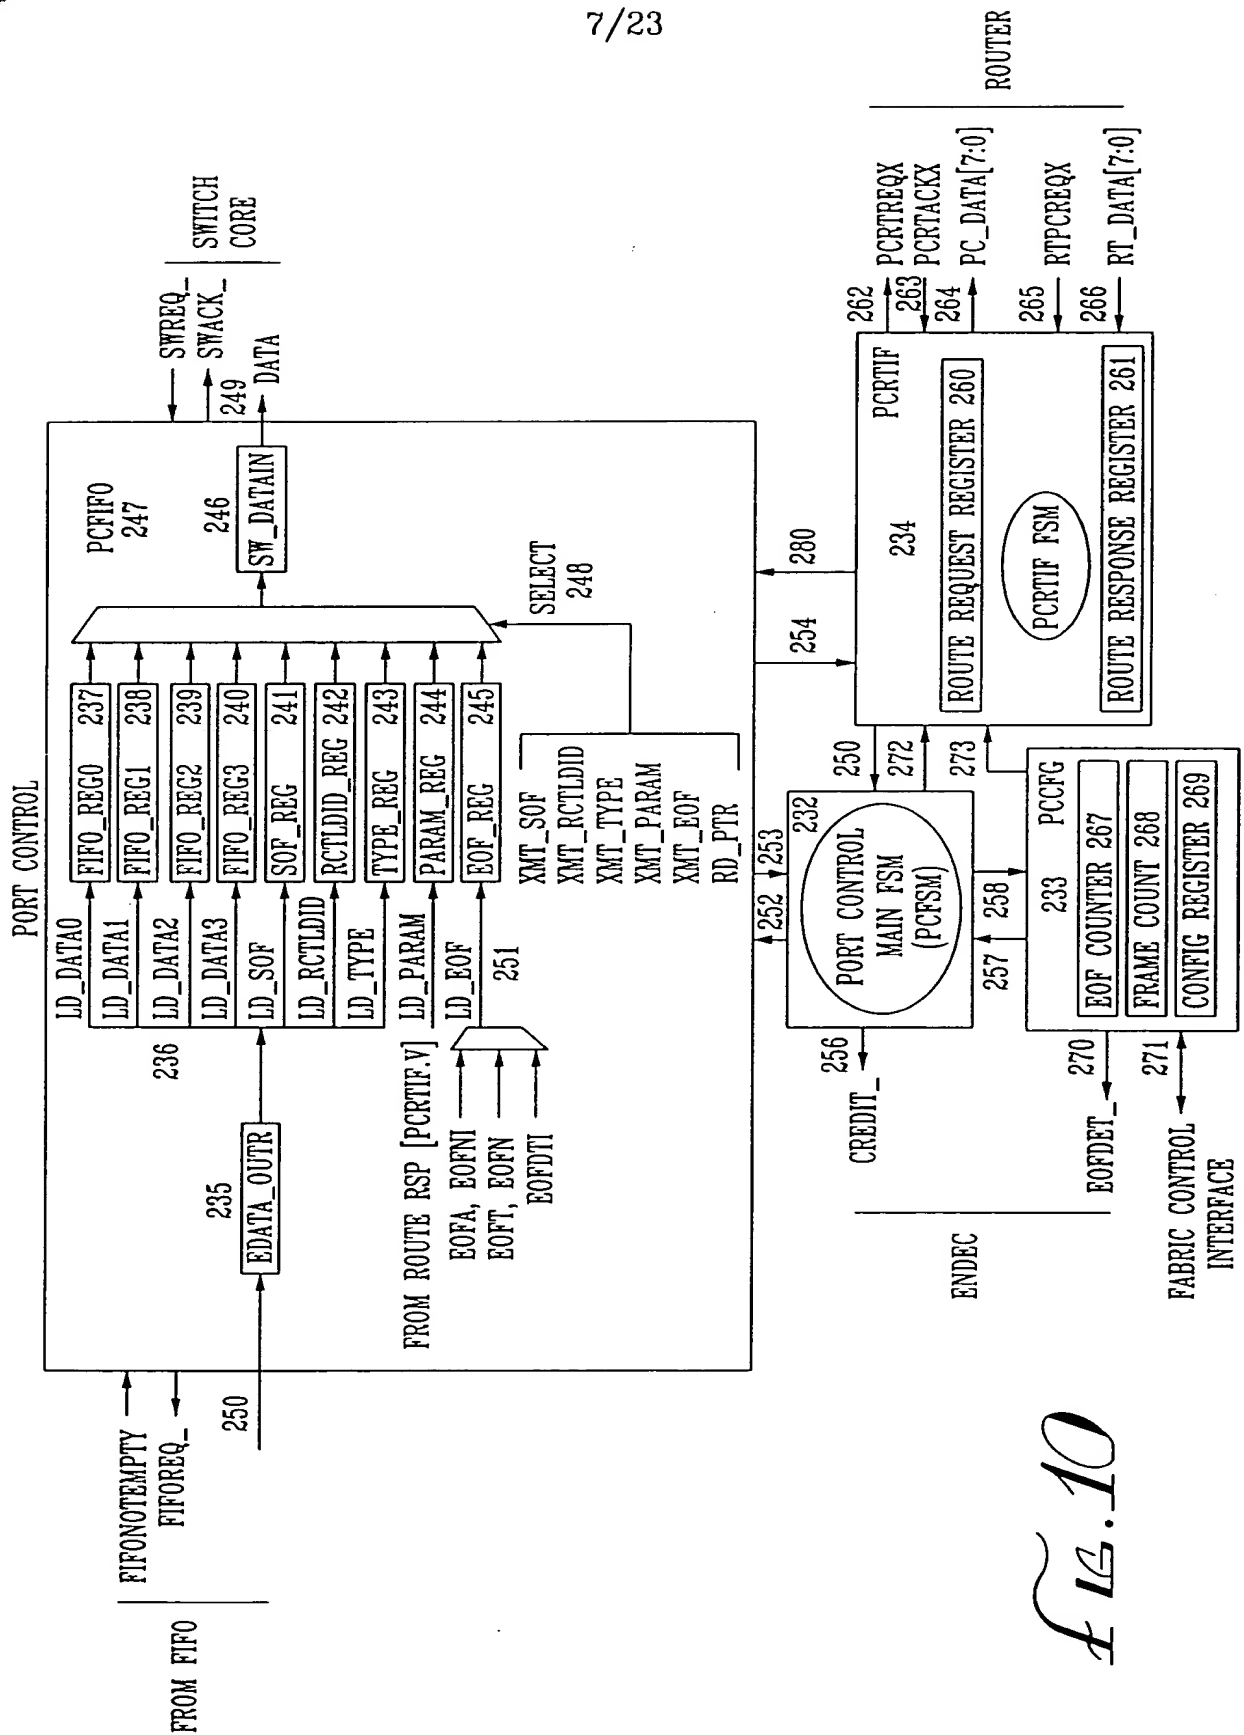 7/23
PORT CONTROL
FROM FIFO
FIFONOTEMPTY
FIFOREQ_
250
235
EDATA_OUTR
236
LD_DATA0
LD_DATA1
LD_DATA2
LD_DATA3
LD_SOF
LD_RCTLDID
LD_TYPE
LD_PARAM
LD_EOF
251
FROM ROUTE RSP [PCRTIF.V]
EOFA, EOFNI
EOFT, EOFN
EOFDTI
FIFO_REG0 237
FIFO_REG1 238
FIFO_REG2 239
FIFO_REG3 240
SOF_REG 241
RCTLDID_REG 242
TYPE_REG 243
PARAM_REG 244
EOF_REG 245
XMT_SOF
XMT_RCTLDID
XMT_TYPE
XMT_PARAM
XMT_EOF
RD_PTR
SELECT
248
PCFIFO
247
246
SW_DATAIN
249
SWREQ_
SWACK_
DATA
SWITCH
CORE
252
253
254
280
ENDEC
CREDIT_
256
232
PORT CONTROL
MAIN FSM
(PCFSM)
250
272
273
257
258
EOFDET_
270
271
FABRIC CONTROL
INTERFACE
233
PCCFG
EOF COUNTER 267
FRAME COUNT 268
CONFIG REGISTER 269
PCRTIF
234
ROUTE REQUEST REGISTER 260
PCRTIF FSM
ROUTE RESPONSE REGISTER 261
262
263
264
265
266
PCRTREQX
PCRTACKX
PC_DATA[7:0]
RTPCREQX
RT_DATA[7:0]
ROUTER
FIG. 10